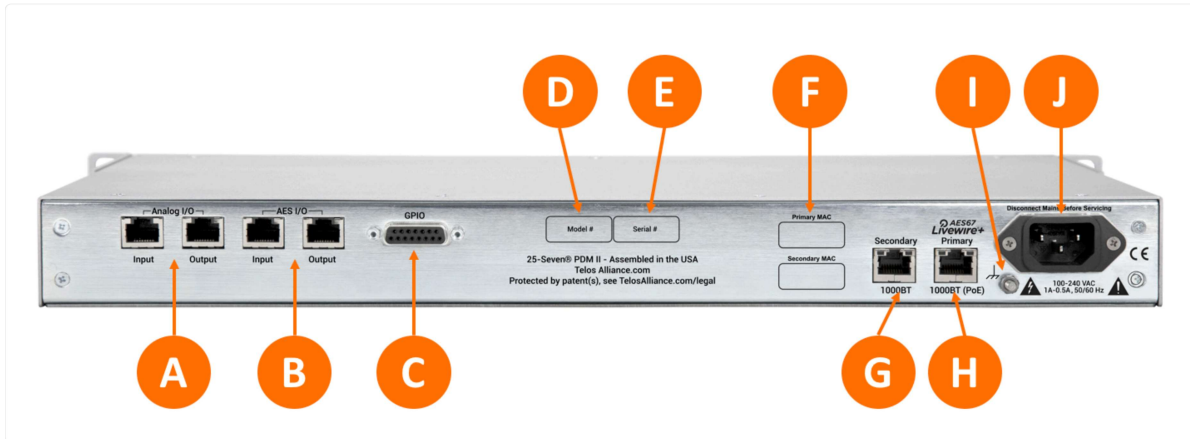 D
E
F
I
J
Analog I/O
AES I/O
GPIO
Input
Output
Input
Output
Model #
Serial #
25-Seven® PDM II - Assembled in the USA
Telos Alliance.com
Protected by patent(s), see TelosAlliance.com/legal
Primary MAC
Secondary MAC
AES67
Livewire+
Secondary
Primary
1000BT
1000BT (PoE)
Disconnect Mains Before Servicing
CE
100-240 VAC
1A-0.5A, 50/60 Hz
A
B
C
G
H